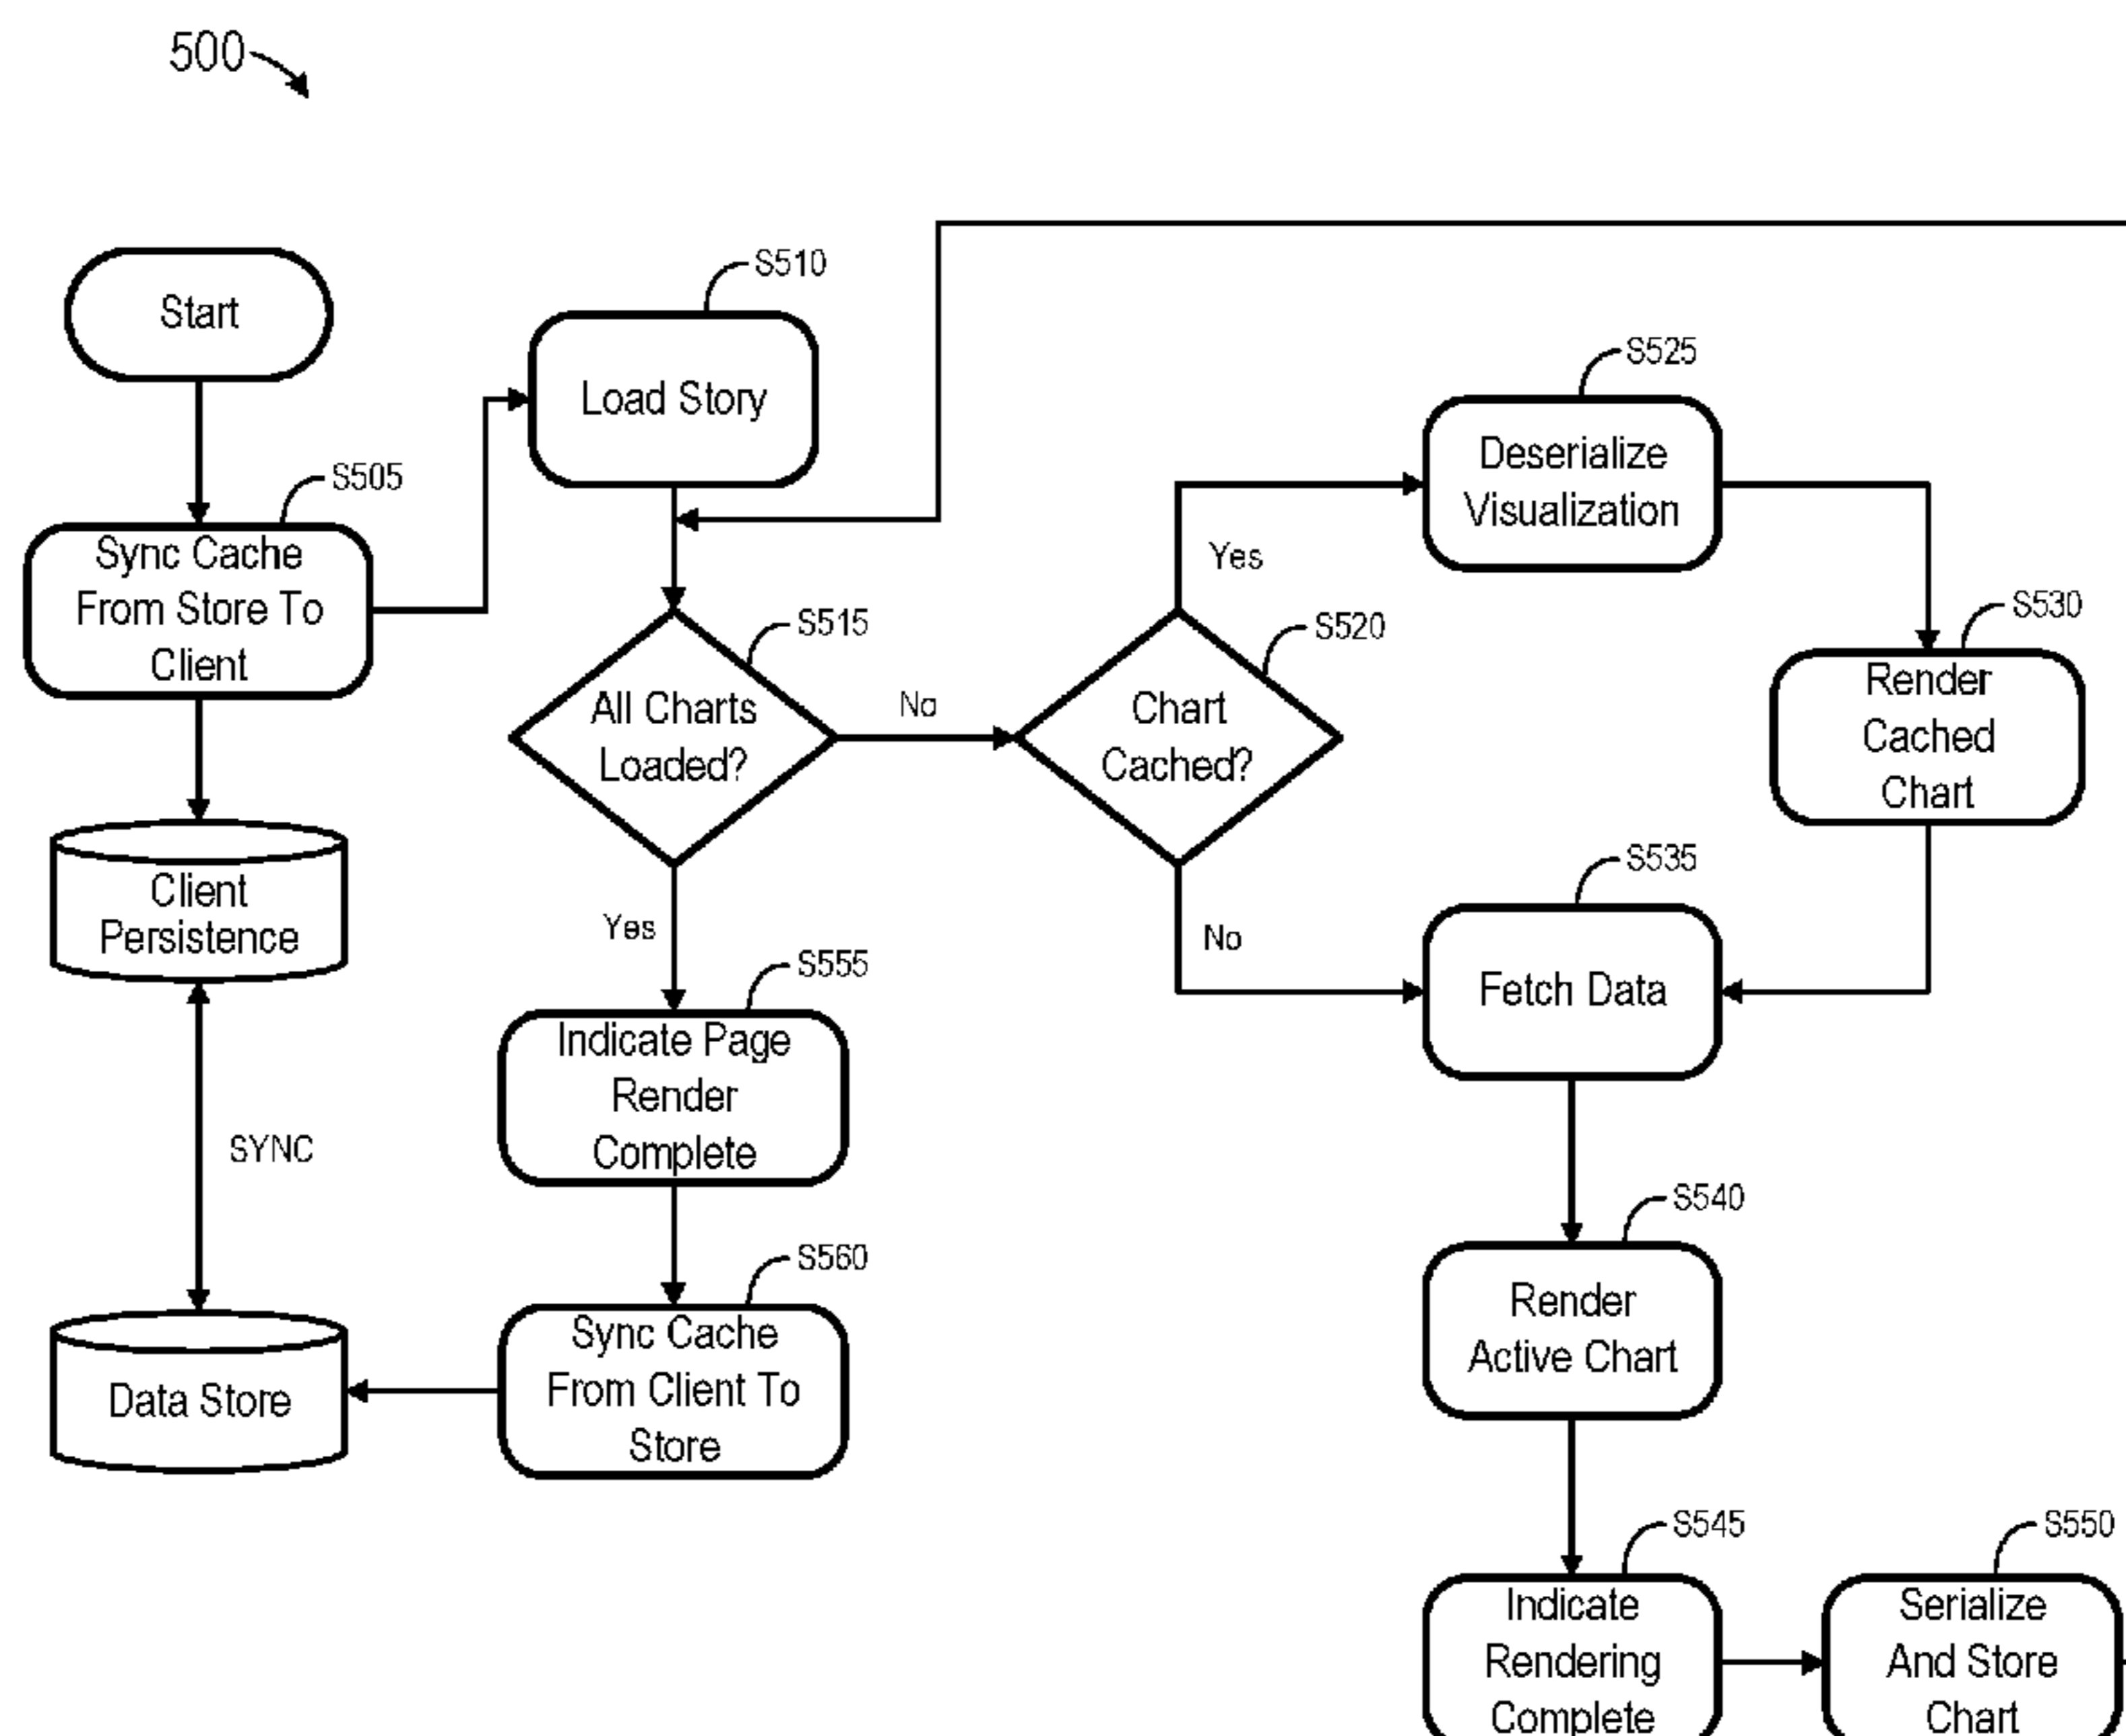 500
Start
S505
Sync Cache
From Store To
Client
Client
Persistence
SYNC
Data Store
S510
Load Story
S515
All Charts
Loaded?
No
Yes
S555
Indicate Page
Render
Complete
S560
Sync Cache
From Client To
Store
S520
Chart
Cached?
Yes
No
S525
Deserialize
Visualization
S530
Render
Cached
Chart
S535
Fetch Data
S540
Render
Active Chart
S545
Indicate
Rendering
Complete
S550
Serialize
And Store
Chart